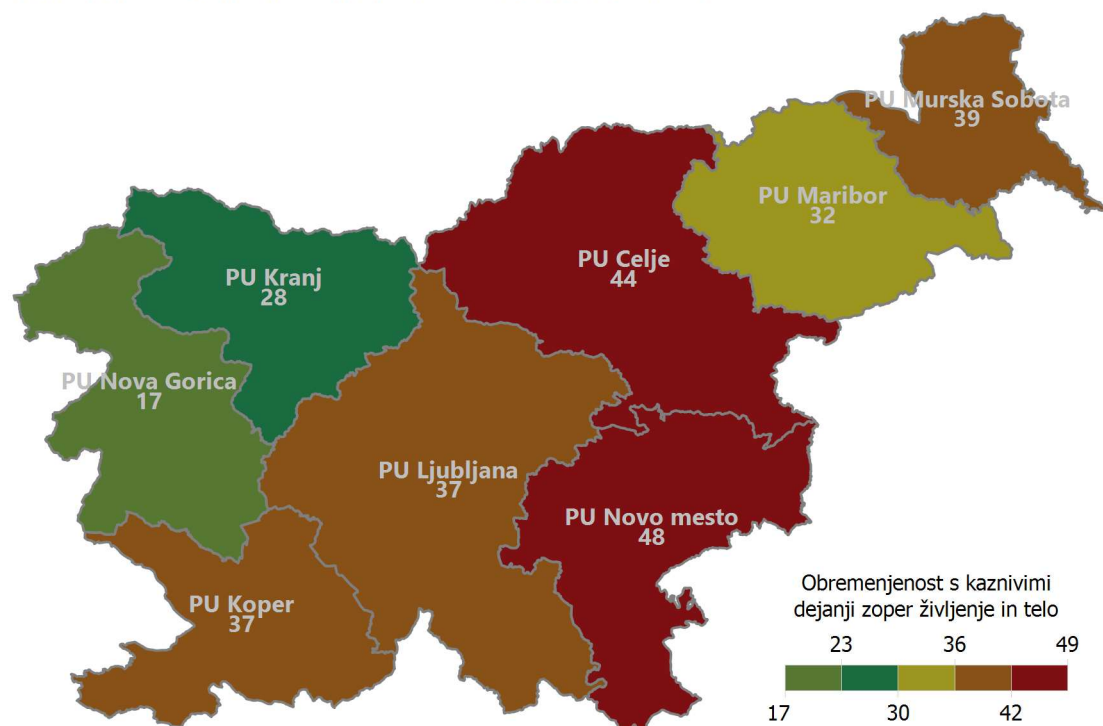 PU Murska Sobota
39
PU Maribor
32
PU Celje
44
PU Kranj
28
PU Nova Gorica
17
PU Ljubljana
37
PU Novo mesto
48
PU Koper
37
Obremenjenost s kaznivimi
dejanji zoper življenje in telo
23 36 49
17 30 42